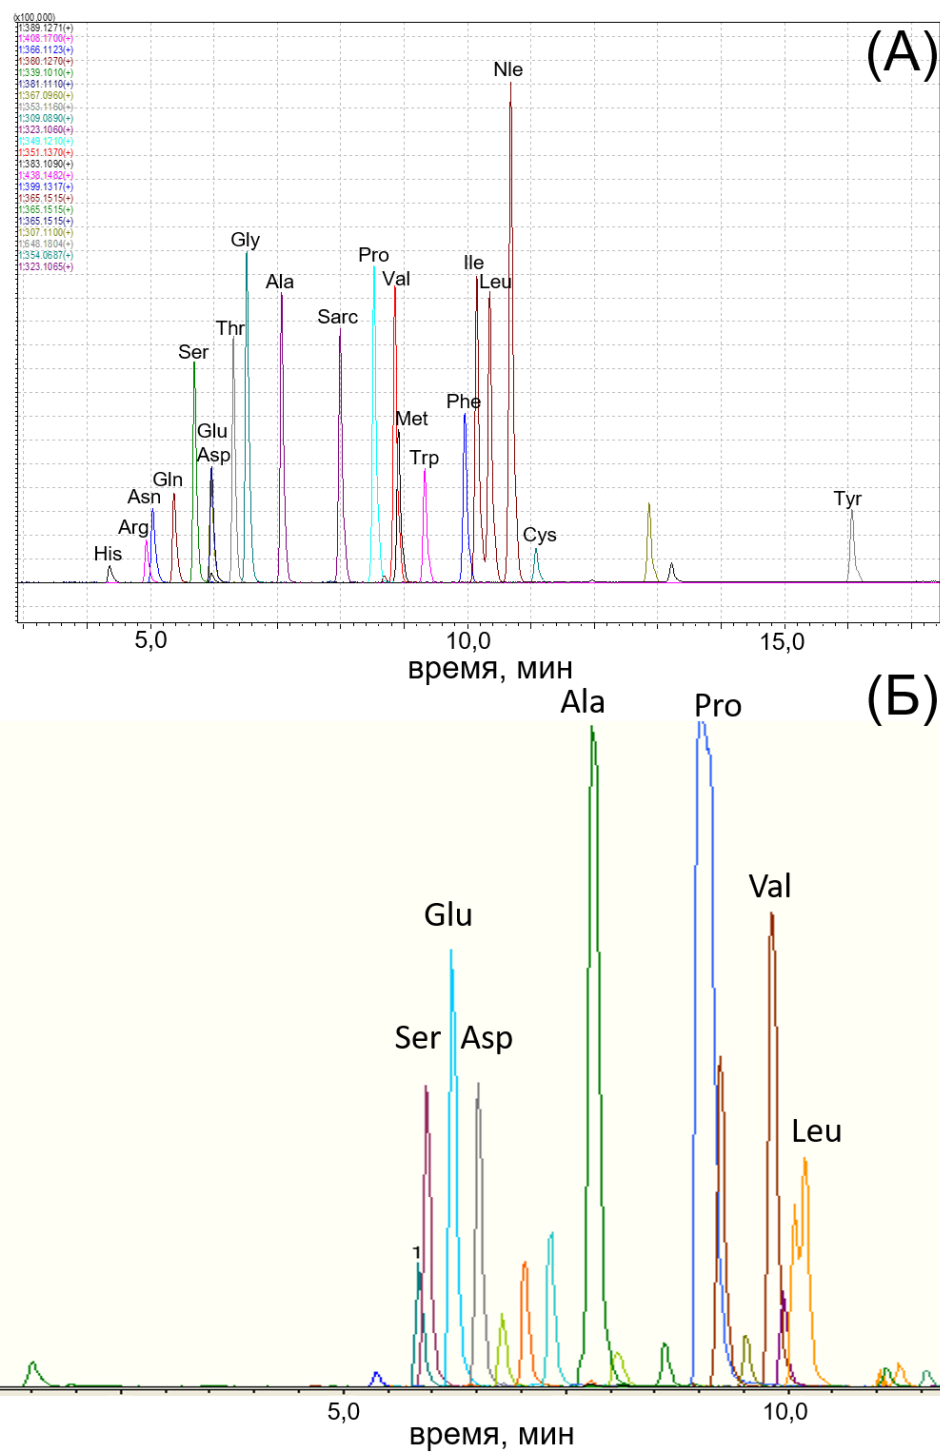 (x100,000)
1:389.1271(+)
1:408.1700(+)
1:366.1123(+)
1:380.1270(+)
1:339.1010(+)
1:381.1110(+)
1:367.0960(+)
1:353.1160(+)
1:309.0890(+)
1:323.1060(+)
1:349.1210(+)
1:351.1370(+)
1:383.1090(+)
1:438.1482(+)
1:399.1317(+)
1:365.1515(+)
1:365.1515(+)
1:365.1515(+)
1:307.1100(+)
1:648.1804(+)
1:354.0687(+)
1:323.1065(+)
(А)
Nle
Gly
Pro
Ile
Ala
Val
Leu
Sarc
Thr
Ser
Phe
Met
Glu
Asp
Gln
Trp
Asn
Arg
His
Cys
Tyr
5,0
10,0
15,0
время, мин
(Б)
Ala
Pro
Val
Glu
Ser
Asp
Leu
1
5,0
10,0
время, мин